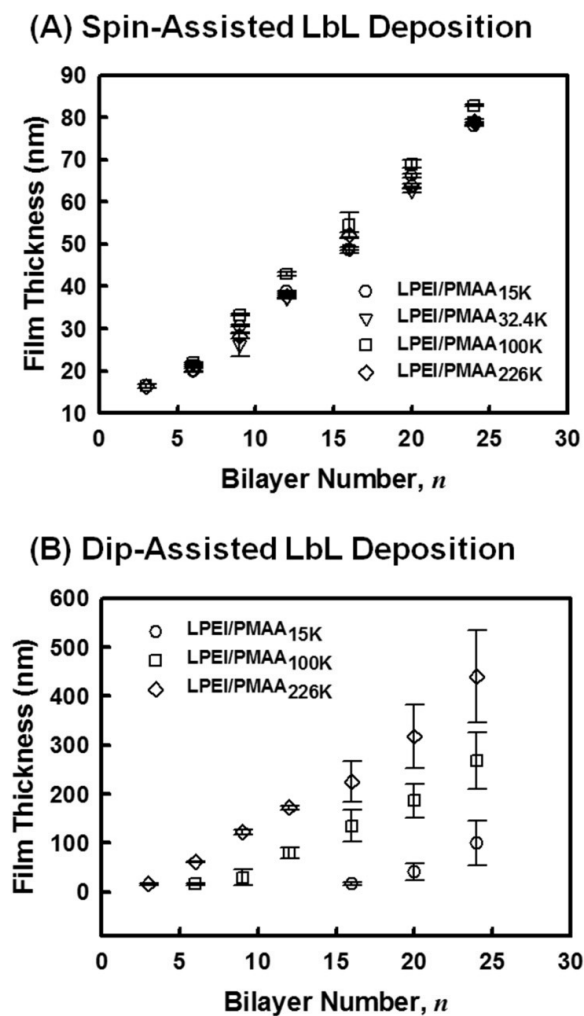 (A) Spin-Assisted LbL Deposition
90
80
70
60
50
40
30
20
10
Film Thickness (nm)
LPEI/PMAA15K
LPEI/PMAA32.4K
LPEI/PMAA100K
LPEI/PMAA226K
0 5 10 15 20 25 30
Bilayer Number, n
(B) Dip-Assisted LbL Deposition
600
500
400
300
200
100
0
Film Thickness (nm)
LPEI/PMAA15K
LPEI/PMAA100K
LPEI/PMAA226K
0 5 10 15 20 25 30
Bilayer Number, n